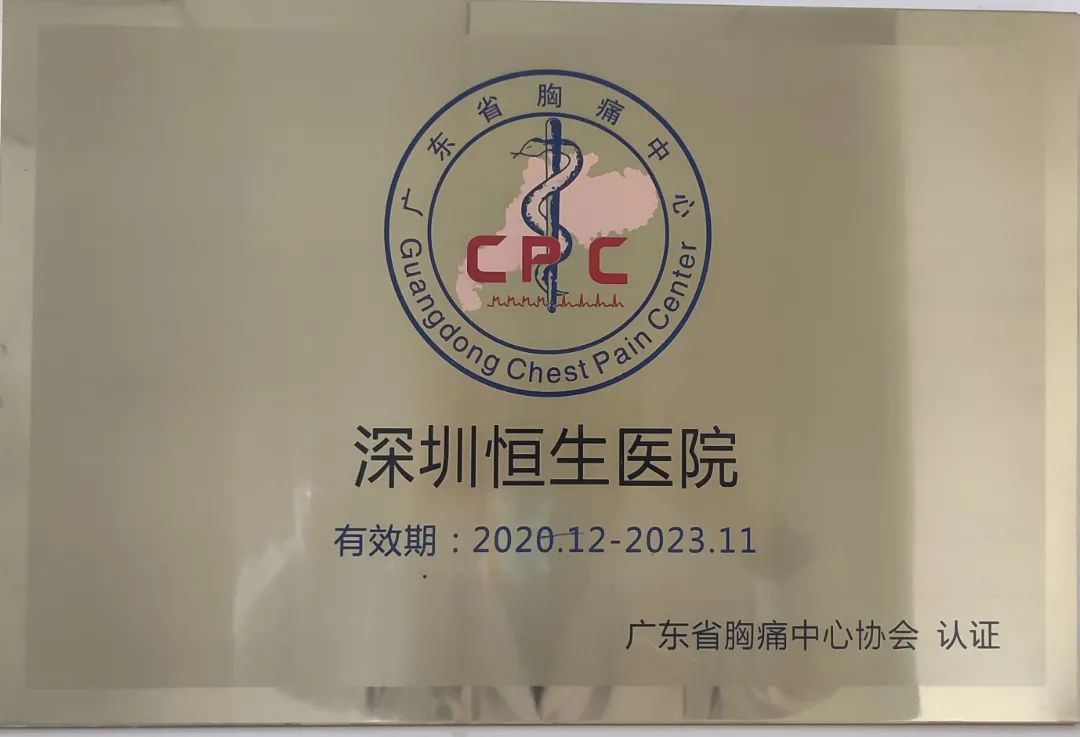 广东省胸痛中心
CPC
Guangdong Chest Pain Center
深圳恒生医院
有效期：2020.12-2023.11
广东省胸痛中心协会 认证